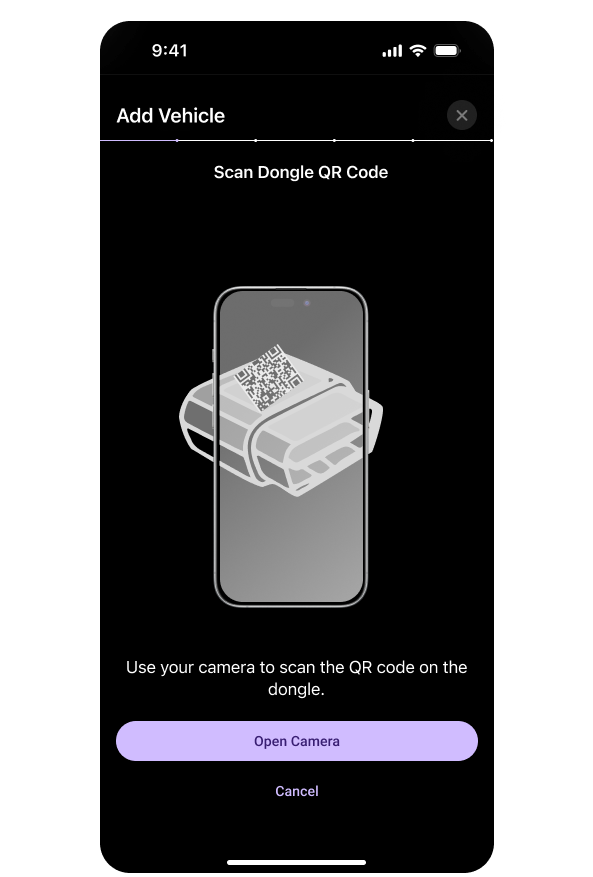 9:41
Add Vehicle
Scan Dongle QR Code
Use your camera to scan the QR code on the
dongle.
Open Camera
Cancel